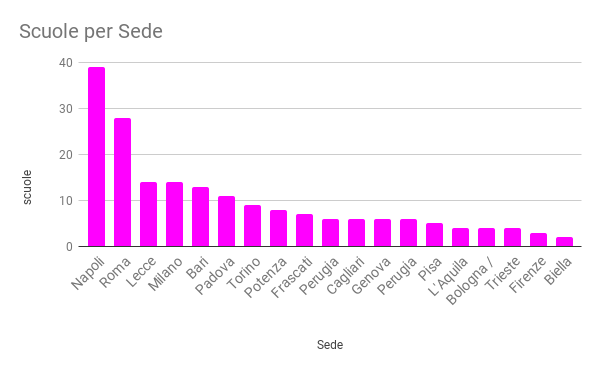 Scuole per Sede
scuole
40
30
20
10
0
Napoli
Roma
Lecce
Milano
Bari
Padova
Torino
Potenza
Frascati
Perugia
Cagliari
Genova
Perugia
Pisa
L'Aquila
Bologna /
Trieste
Firenze
Biella
Sede